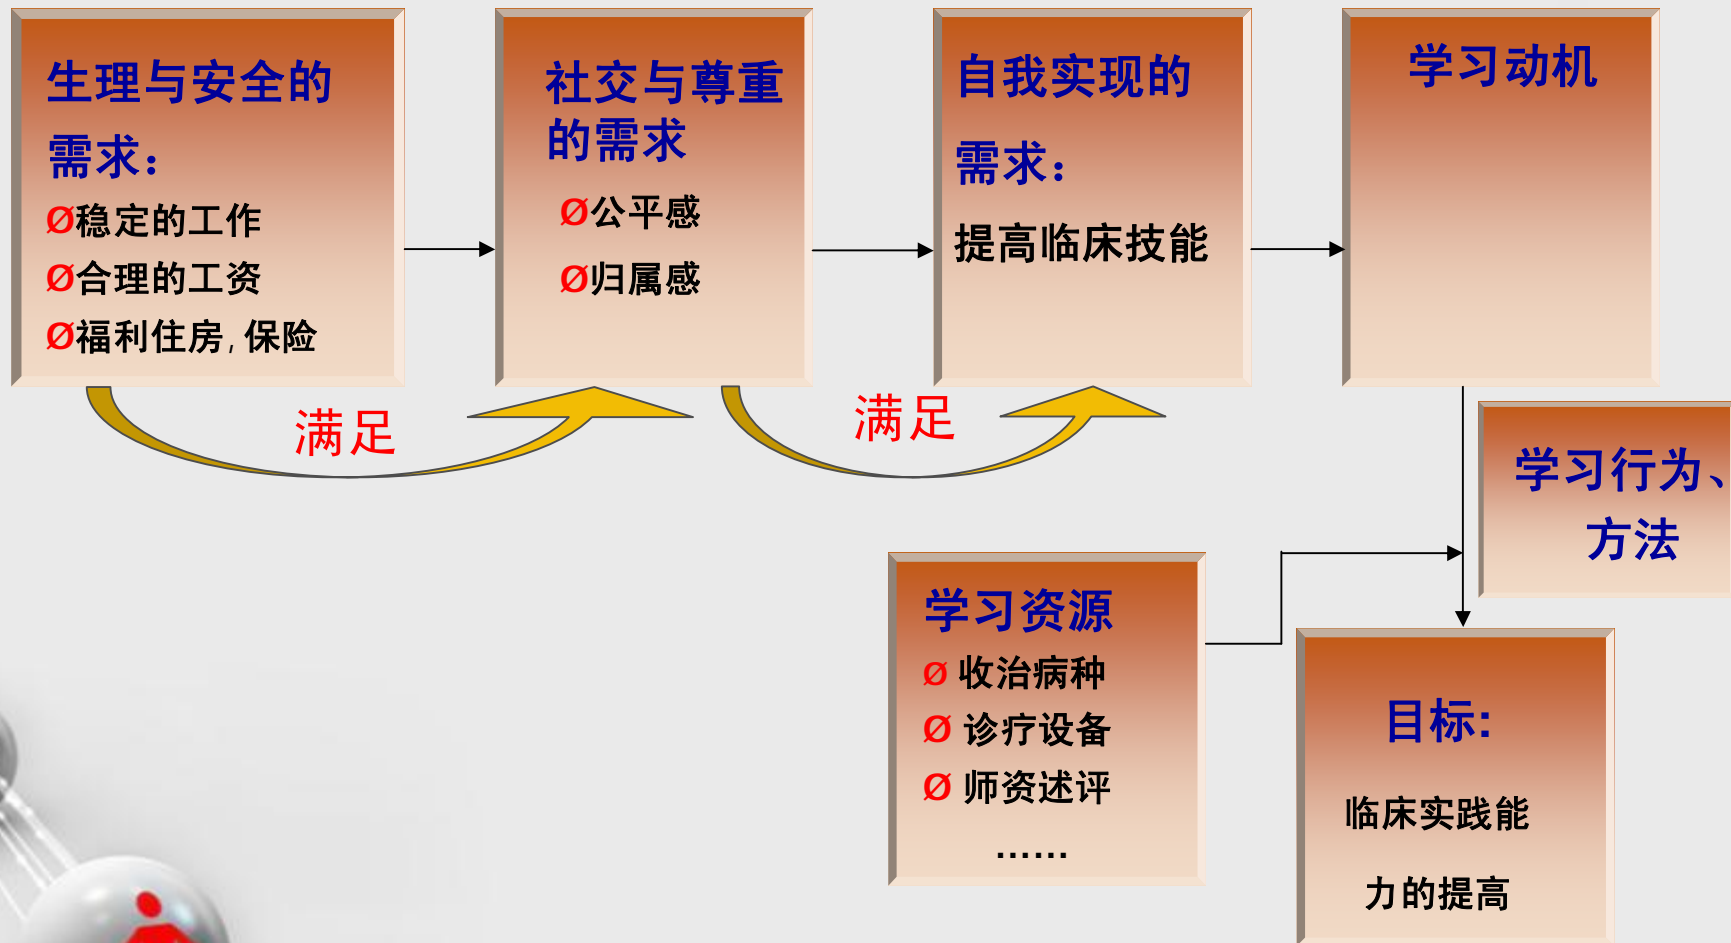 生理与安全的
需求：
Ø稳定的工作
Ø合理的工资
Ø福利住房,保险
社交与尊重
的需求
Ø公平感
Ø归属感
自我实现的
需求：
提高临床技能
学习动机
满足
满足
学习行为、
方法
学习资源
Ø 收治病种
Ø 诊疗设备
Ø 师资述评
……
目标:
临床实践能
力的提高